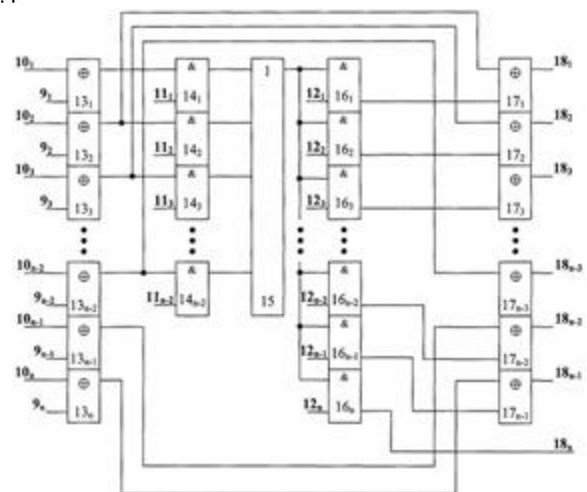 10₁ ⊕ & 1 & ⊕ 18₁
9₁ 13₁ 11₁ 14₁ 12₁ 16₁ 17₁
10₂ ⊕ & & ⊕ 18₂
9₂ 13₂ 11₂ 14₂ 12₂ 16₂ 17₂
10₃ ⊕ & & ⊕ 18₃
9₃ 13₃ 11₃ 14₃ 12₃ 16₃ 17₃
10ₙ₋₂ ⊕ & & ⊕ 18ₙ₋₃
9ₙ₋₂ 13ₙ₋₂ 11ₙ₋₂ 14ₙ₋₂ 15 12ₙ₋₂ 16ₙ₋₂ 17ₙ₋₃
10ₙ₋₁ ⊕ & ⊕ 18ₙ₋₂
9ₙ₋₁ 13ₙ₋₁ 12ₙ₋₁ 16ₙ₋₁ 17ₙ₋₂
10ₙ ⊕ & ⊕ 18ₙ₋₁
9ₙ 13ₙ 12ₙ 16ₙ 17ₙ₋₁
18ₙ